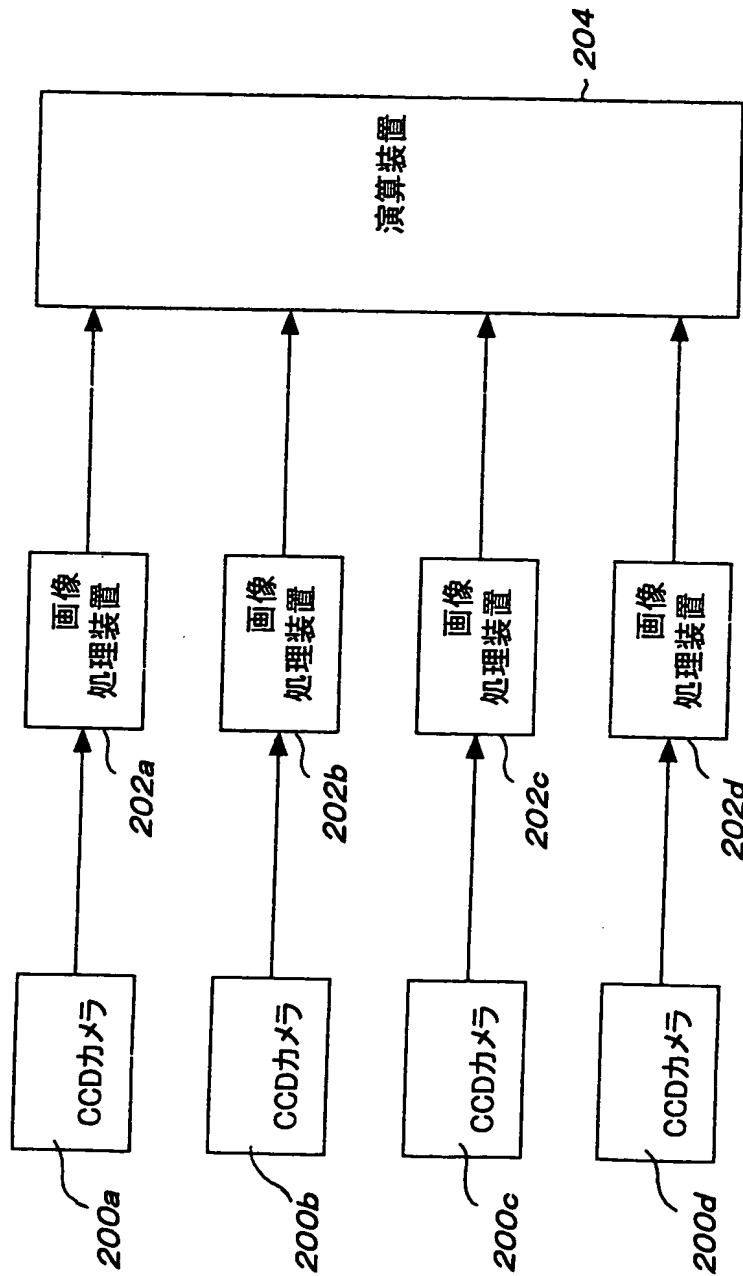 200a
CCDカメラ
202a
画像
処理装置
200b
CCDカメラ
202b
画像
処理装置
200c
CCDカメラ
202c
画像
処理装置
200d
CCDカメラ
202d
画像
処理装置
演算装置
204